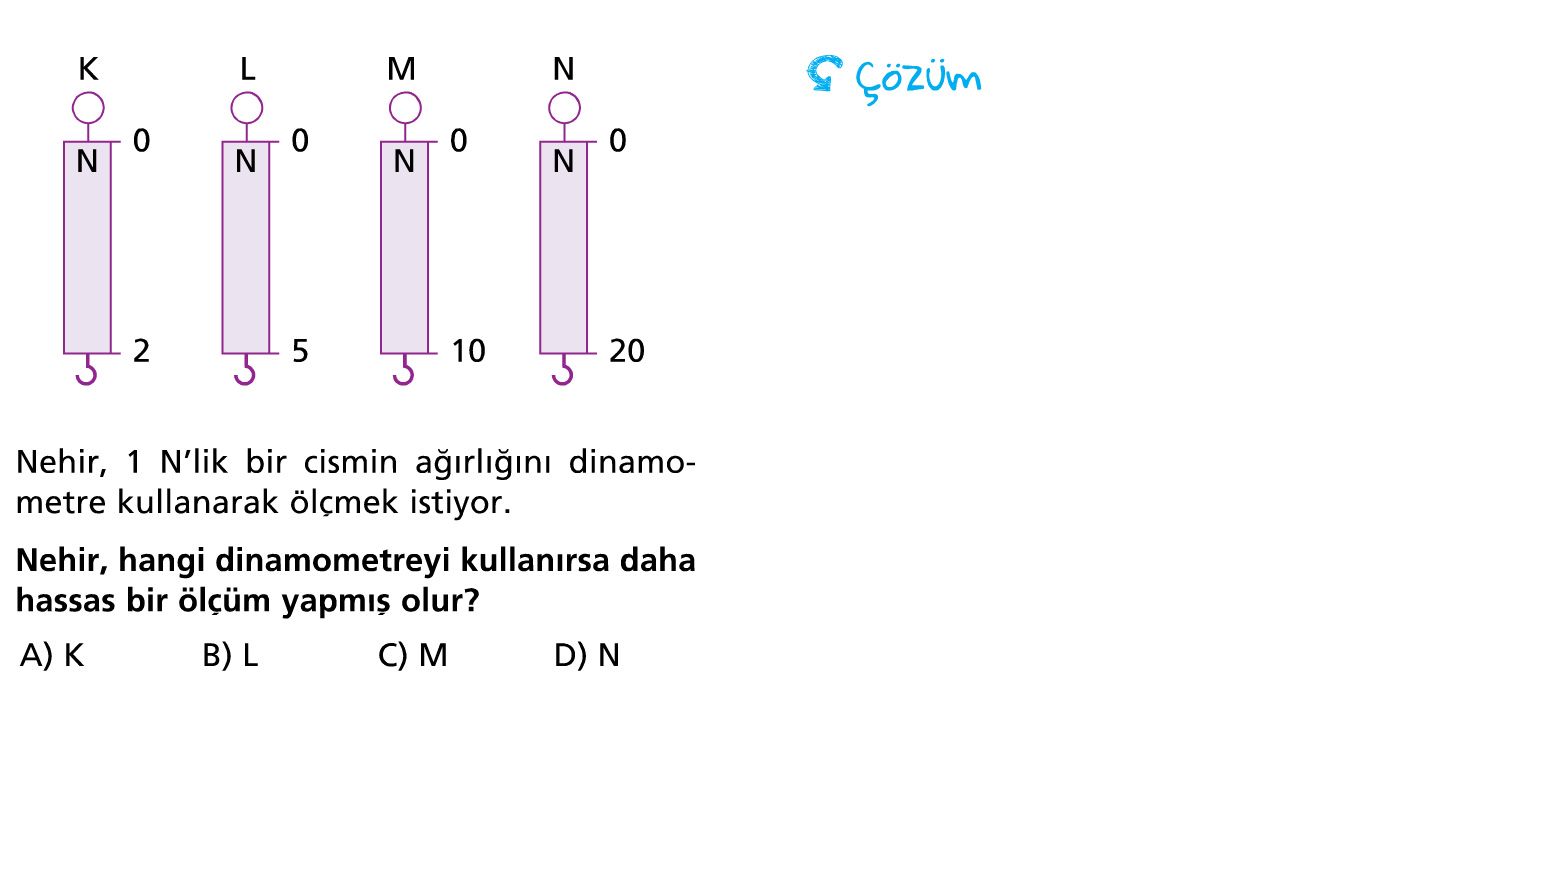 K L M N
0 0 0 0
N N N N
2 5 10 20
Nehir, 1 N’lik bir cismin ağırlığını dinamo-
metre kullanarak ölçmek istiyor.
Nehir, hangi dinamometreyi kullanırsa daha
hassas bir ölçüm yapmış olur?
A) K B) L C) M D) N
Çözüm